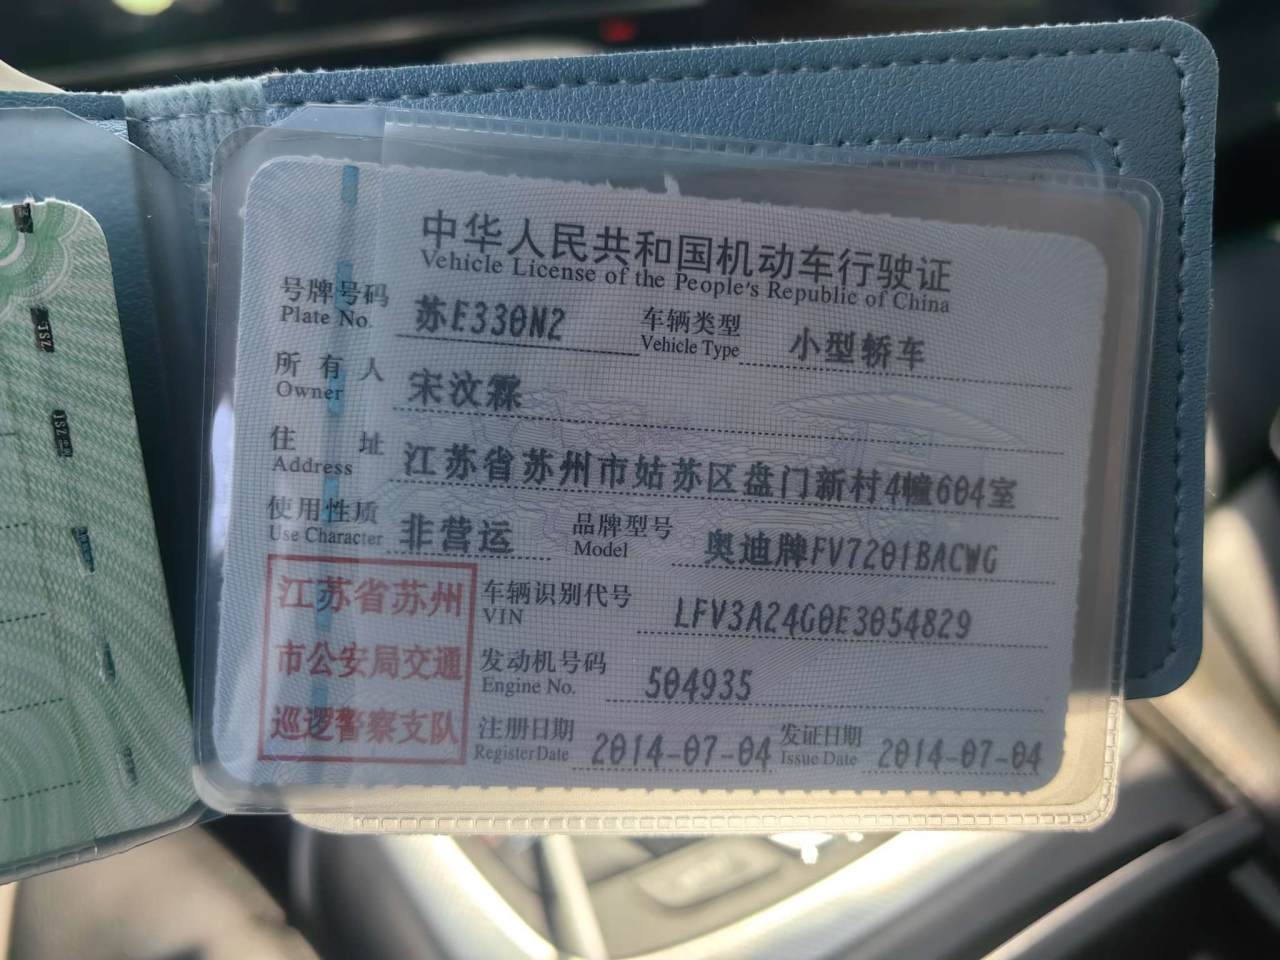 中华人民共和国机动车行驶证
Vehicle License of the People's Republic of China
号牌号码 苏E330N2 车辆类型 小型轿车
Plate No. Vehicle Type
所有人 宋汶霖
Owner
住址 江苏省苏州市姑苏区盘门新村4幢604室
Address
使用性质 非营运 品牌型号 奥迪牌FV7201BACWG
Use Character Model
江苏省苏州
市公安局交通
巡逻警察支队
车辆识别代号 LFV3A24G0E3054829
VIN
发动机号码 504935
Engine No.
注册日期 2014-07-04 发证日期 2014-07-04
Register Date Issue Date